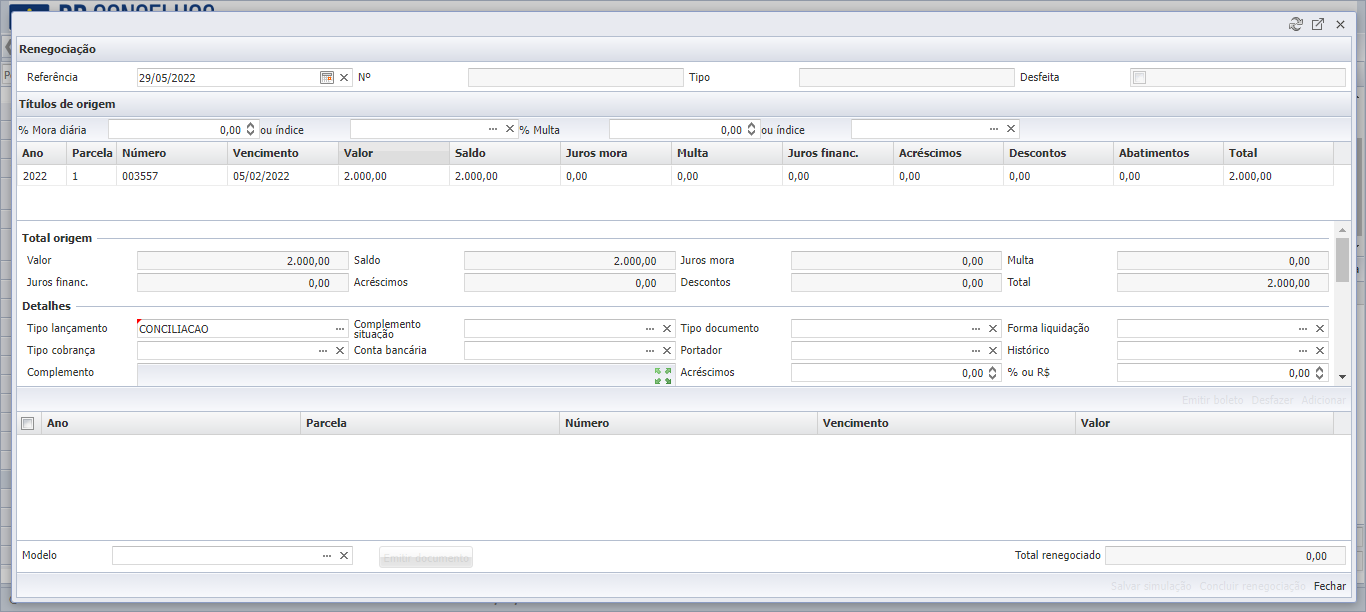 Renegociação
Referência 29/05/2022 Nº Tipo Desfeita
Títulos de origem
% Mora diária 0,00 ou índice ... % Multa 0,00 ou índice ...
Ano Parcela Número Vencimento Valor Saldo Juros mora Multa Juros financ. Acréscimos Descontos Abatimentos Total
2022 1 003557 05/02/2022 2.000,00 2.000,00 0,00 0,00 0,00 0,00 0,00 0,00 2.000,00
Total origem
Valor 2.000,00 Saldo 2.000,00 Juros mora 0,00 Multa 0,00
Juros financ. 0,00 Acréscimos 0,00 Descontos 0,00 Total 2.000,00
Detalhes
Tipo lançamento CONCILIACAO ... Complemento situação ... Tipo documento ... Forma liquidação ...
Tipo cobrança ... Conta bancária ... Portador ... Histórico ...
Complemento Acréscimos 0,00 % ou R$ 0,00
Emitir boleto Desfazer Adicionar
Ano Parcela Número Vencimento Valor
Modelo ... Emitir documento Total renegociado 0,00
Salvar simulação Concluir renegociação Fechar